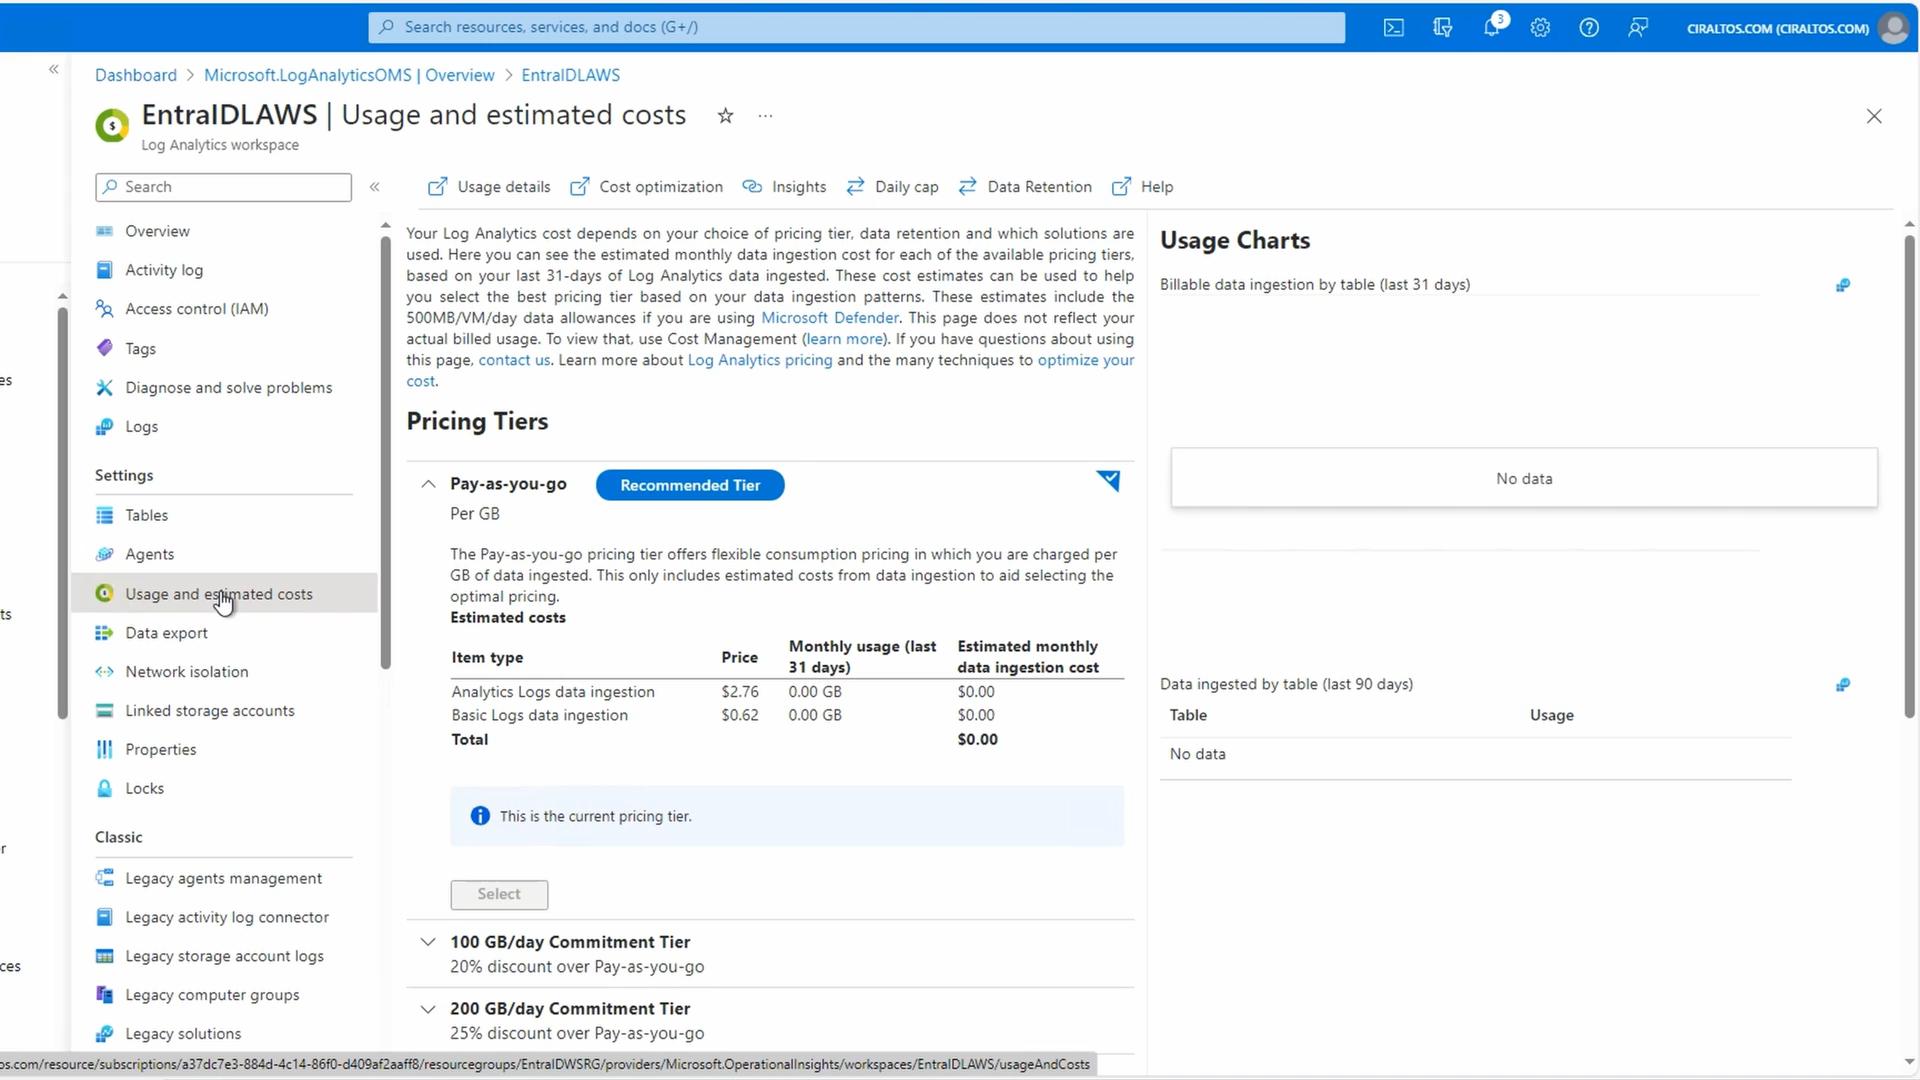 Search resources, services, and docs (G+/)
3
CIRALTOS.COM (CIRALTOS.COM)
Dashboard > Microsoft.LogAnalyticsOMS | Overview > EntraIDLAWS
EntraIDLAWS | Usage and estimated costs
Log Analytics workspace
Search
Usage details
Cost optimization
Insights
Daily cap
Data Retention
Help
Overview
Activity log
Access control (IAM)
Tags
Diagnose and solve problems
Logs
Settings
Tables
Agents
Usage and estimated costs
Data export
Network isolation
Linked storage accounts
Properties
Locks
Classic
Legacy agents management
Legacy activity log connector
Legacy storage account logs
Legacy computer groups
Legacy solutions
es
ts
r
ces
Your Log Analytics cost depends on your choice of pricing tier, data retention and which solutions are
used. Here you can see the estimated monthly data ingestion cost for each of the available pricing tiers,
based on your last 31-days of Log Analytics data ingested. These cost estimates can be used to help
you select the best pricing tier based on your data ingestion patterns. These estimates include the
500MB/VM/day data allowances if you are using Microsoft Defender. This page does not reflect your
actual billed usage. To view that, use Cost Management (learn more). If you have questions about using
this page, contact us. Learn more about Log Analytics pricing and the many techniques to optimize your
cost.
Pricing Tiers
Pay-as-you-go
Recommended Tier
Per GB
The Pay-as-you-go pricing tier offers flexible consumption pricing in which you are charged per
GB of data ingested. This only includes estimated costs from data ingestion to aid selecting the
optimal pricing.
Estimated costs
Item type Price Monthly usage (last 31 days) Estimated monthly data ingestion cost
Analytics Logs data ingestion $2.76 0.00 GB $0.00
Basic Logs data ingestion $0.62 0.00 GB $0.00
Total $0.00
This is the current pricing tier.
Select
100 GB/day Commitment Tier
20% discount over Pay-as-you-go
200 GB/day Commitment Tier
25% discount over Pay-as-you-go
Usage Charts
Billable data ingestion by table (last 31 days)
No data
Data ingested by table (last 90 days)
Table Usage
No data
os.com/resource/subscriptions/a37dc7e3-884d-4c14-86f0-d409af2aaff8/resourcegroups/EntraIDWSRG/providers/Microsoft.OperationalInsights/workspaces/EntraIDLAWS/usageAndCosts